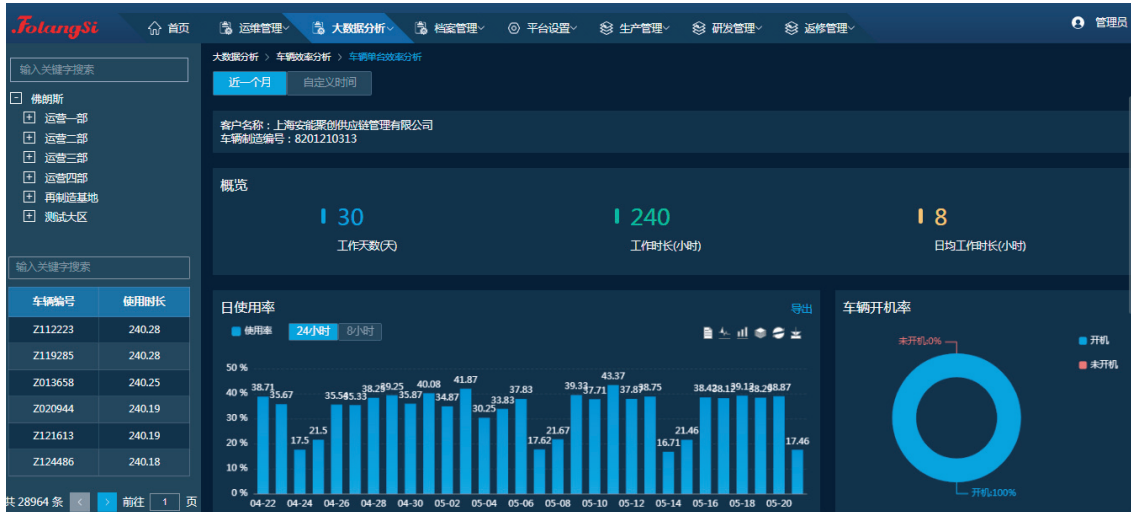 FolangSi
首页 运维管理 大数据分析 档案管理 平台设置 生产管理 研发管理 返修管理 管理员
输入关键字搜索
佛朗斯
运营一部
运营二部
运营三部
运营四部
再制造基地
测试大区
输入关键字搜索
车辆编号 使用时长
Z112223 240.28
Z119285 240.28
Z013658 240.25
Z020944 240.19
Z121613 240.19
Z124486 240.18
共 28964 条 < > 前往 1 页
大数据分析 > 车辆效率分析 > 车辆单台效率分析
近一个月 自定义时间
客户名称：上海安能聚创供应链管理有限公司
车辆制造编号：8201210313
概览
30 240 8
工作天数(天) 工作时长(小时) 日均工作时长(小时)
日使用率 导出
使用率 24小时 8小时
50 %
40 %
30 %
20 %
10 %
0 %
38.71 35.67 17.5 21.5 35.54 35.33 38.25 39.25 35.87 40.08 34.87 41.87 30.25 33.83 37.83 17.62 21.67 39.33 37.71 43.37 37.87 38.75 16.71 21.46 38.42 38.12 39.12 38.29 38.87 17.46
04-22 04-24 04-26 04-28 04-30 05-02 05-04 05-06 05-08 05-10 05-12 05-14 05-16 05-18 05-20
车辆开机率
未开机:0%
开机:100%
开机
未开机